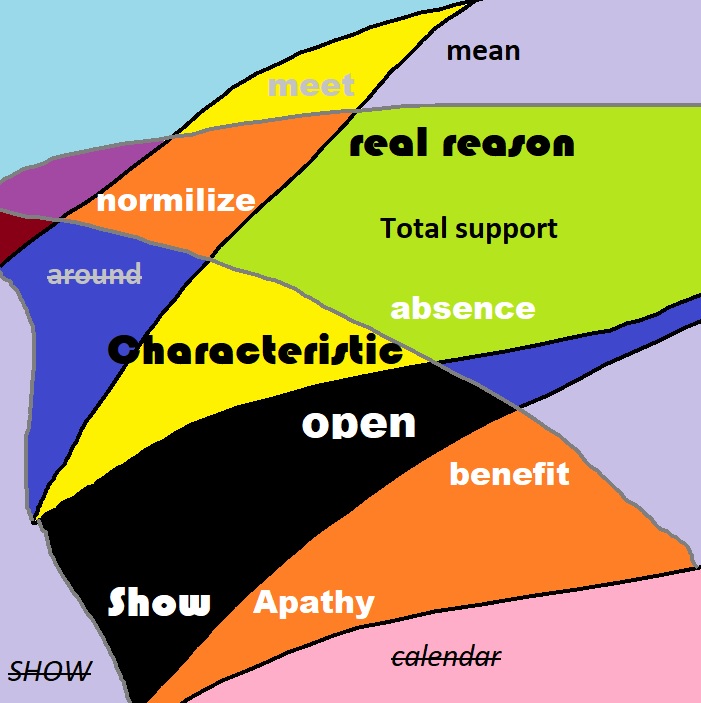 mean
meet
real reason
normilize
Total support
around
absence
Characteristic
open
benefit
Show
Apathy
calendar
SHOW